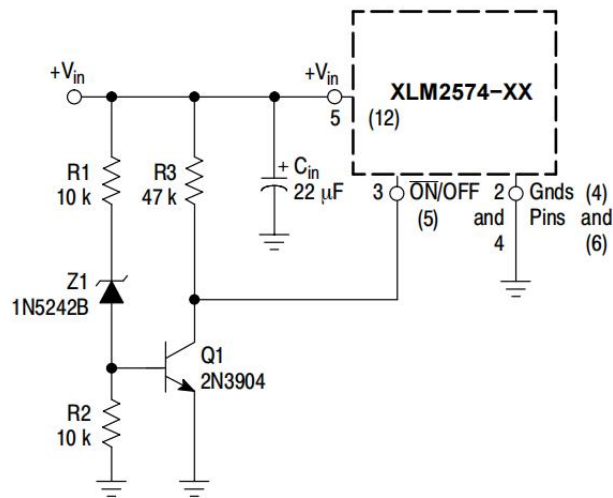 +Vin
+Vin
XLM2574-XX
5
(12)
R1
10 k
R3
47 k
+
Cin
22 µF
3
ON/OFF
(5)
2
and
4
Gnds
Pins
(4)
and
(6)
Z1
1N5242B
Q1
2N3904
R2
10 k